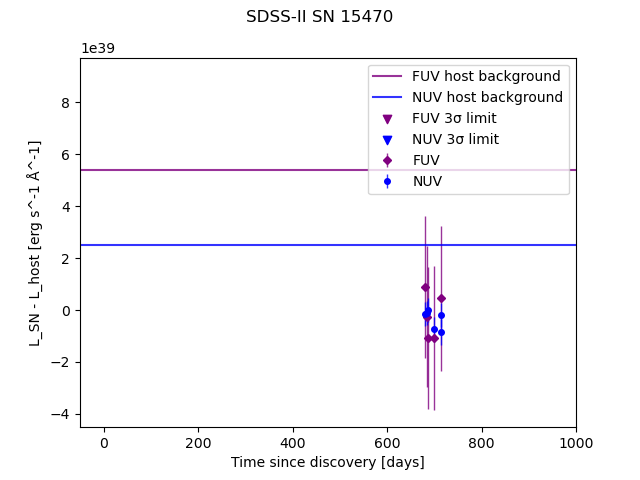 SDSS-II SN 15470
1e39
FUV host background
NUV host background
FUV 3σ limit
NUV 3σ limit
FUV
NUV
L_SN - L_host [erg s^-1 Å^-1]
8
6
4
2
0
−2
−4
0 200 400 600 800 1000
Time since discovery [days]